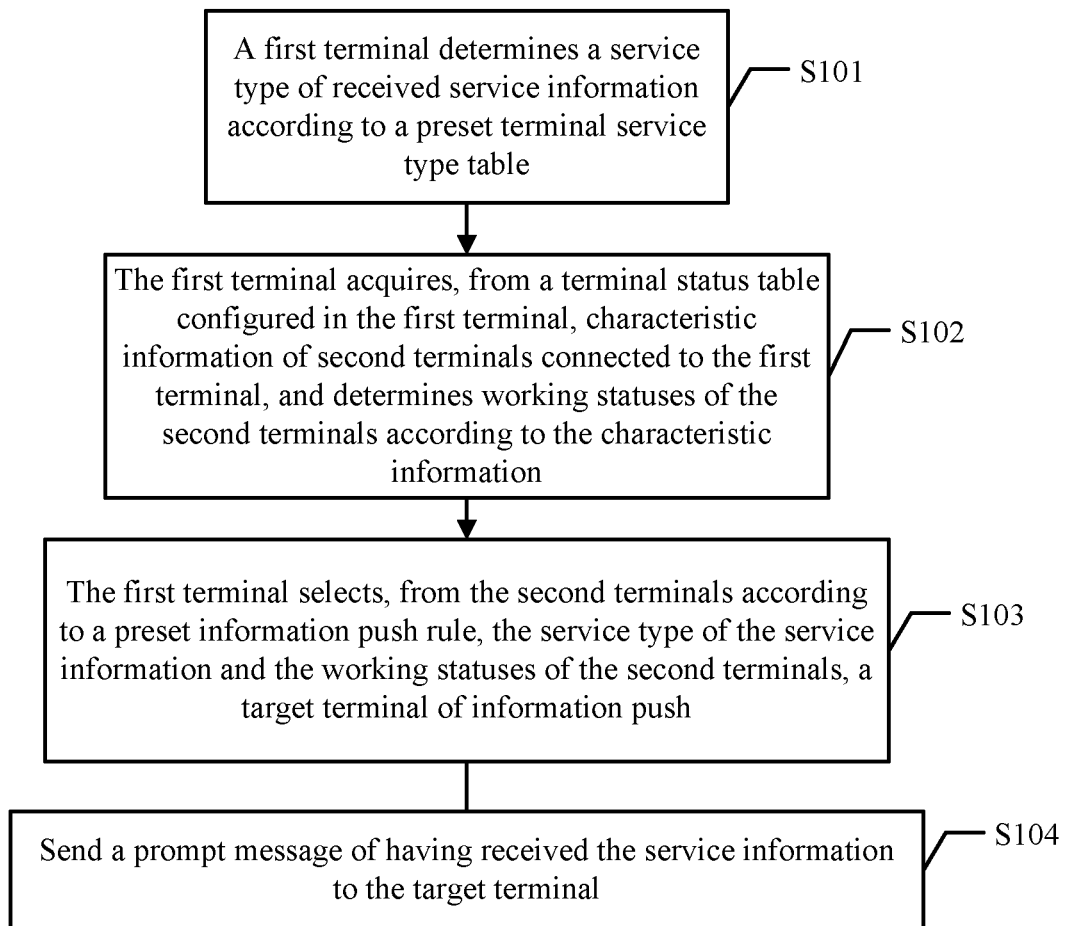 A first terminal determines a service
type of received service information
according to a preset terminal service
type table
S101
The first terminal acquires, from a terminal status table
configured in the first terminal, characteristic
information of second terminals connected to the first
terminal, and determines working statuses of the
second terminals according to the characteristic
information
S102
The first terminal selects, from the second terminals according
to a preset information push rule, the service type of the service
information and the working statuses of the second terminals, a
target terminal of information push
S103
Send a prompt message of having received the service information
to the target terminal
S104